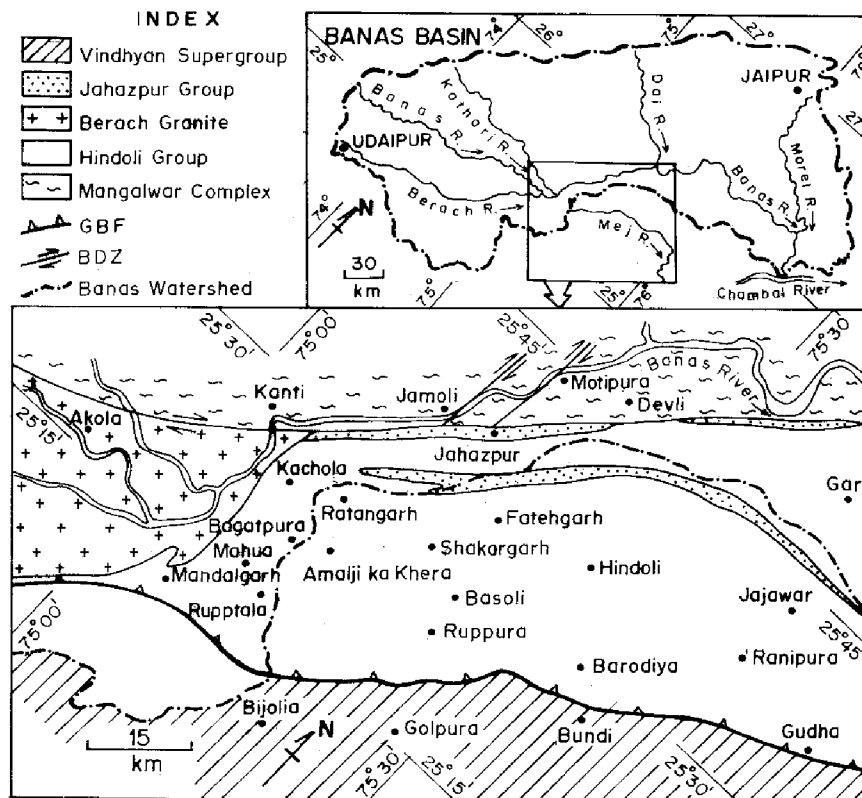 INDEX
Vindhyan Supergroup
Jahazpur Group
Berach Granite
Hindoli Group
Mangalwar Complex
GBF
BDZ
Banas Watershed
BANAS BASIN
25°
74°
26°
75°
27°
JAIPUR
UDAIPUR
Banas R.
Kathari R.
Dai R.
Morel R.
Banas R.
Berach R.
Mej R.
74°
N
30
km
75°
25°
76°
Chambal River
25°30'
75°00'
25°45'
75°30'
25°15'
Akola
Kanti
Jamoli
Motipura
Banas River
Devli
Jahazpur
Kachola
Gar
Ratangarh
Fatehgarh
Bagatpura
Mahua
Shakargarh
Mandalgarh
Amalji ka Khera
Hindoli
Rupptala
Basoli
Jajawar
75°00'
Ruppura
25°45'
Barodiya
Ranipura
Bijolia
Golpura
Bundi
Gudha
N
15
km
75°30'
25°15'
25°30'